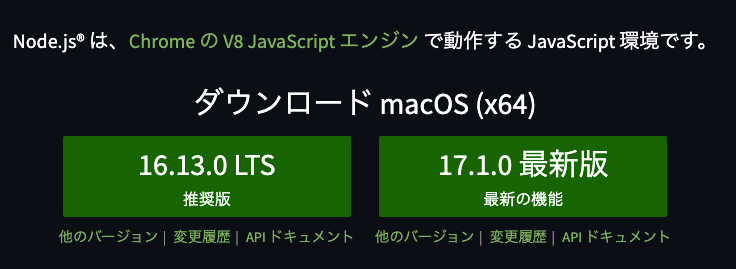 Node.js® は、Chrome の V8 JavaScript エンジン で動作する JavaScript 環境です。
ダウンロード macOS (x64)
16.13.0 LTS
推奨版
17.1.0 最新版
最新の機能
他のバージョン | 変更履歴 | API ドキュメント
他のバージョン | 変更履歴 | API ドキュメント